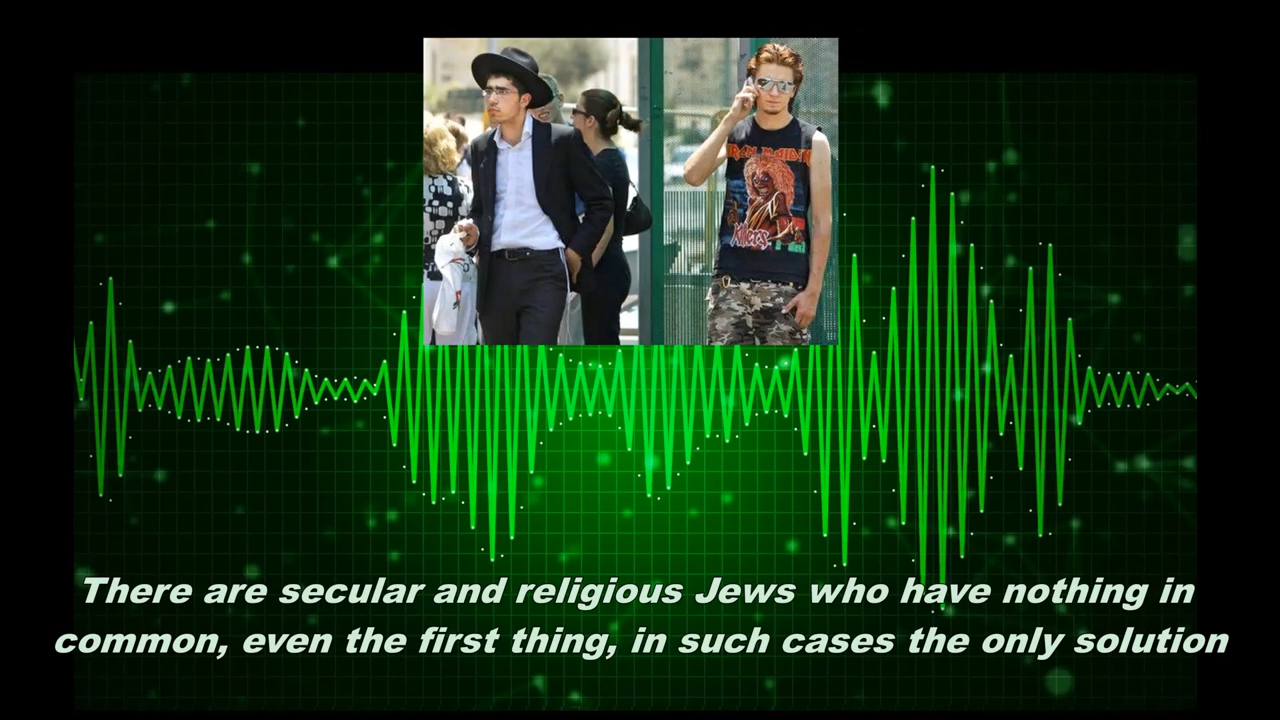 IRON MAIDEN
Killers
There are secular and religious Jews who have nothing in
common, even the first thing, in such cases the only solution